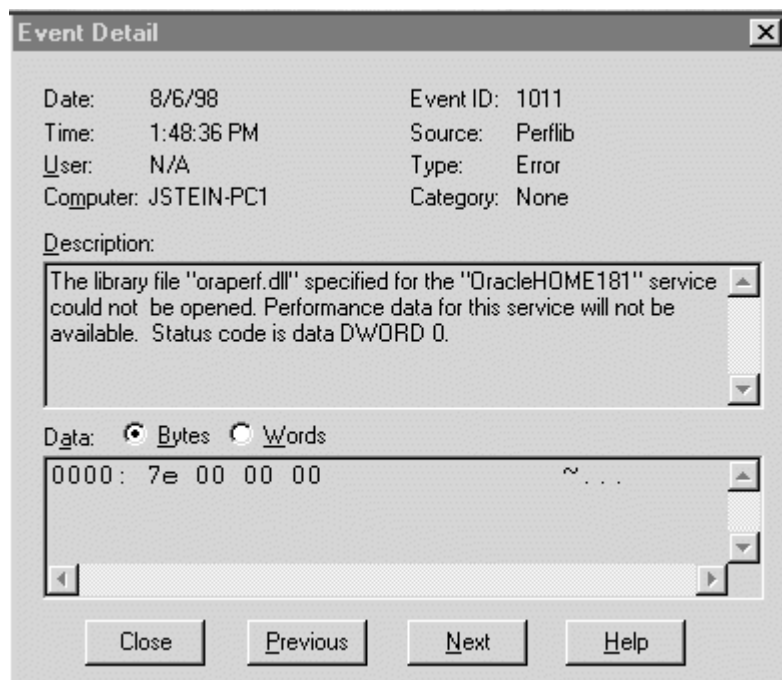 Event Detail
Date: 8/6/98 Event ID: 1011
Time: 1:48:36 PM Source: Perflib
User: N/A Type: Error
Computer: JSTEIN-PC1 Category: None
Description:
The library file "oraperf.dll" specified for the "OracleHOME181" service
could not be opened. Performance data for this service will not be
available. Status code is data DWORD 0.
Data: Bytes Words
0000: 7e 00 00 00 ~...
Close Previous Next Help